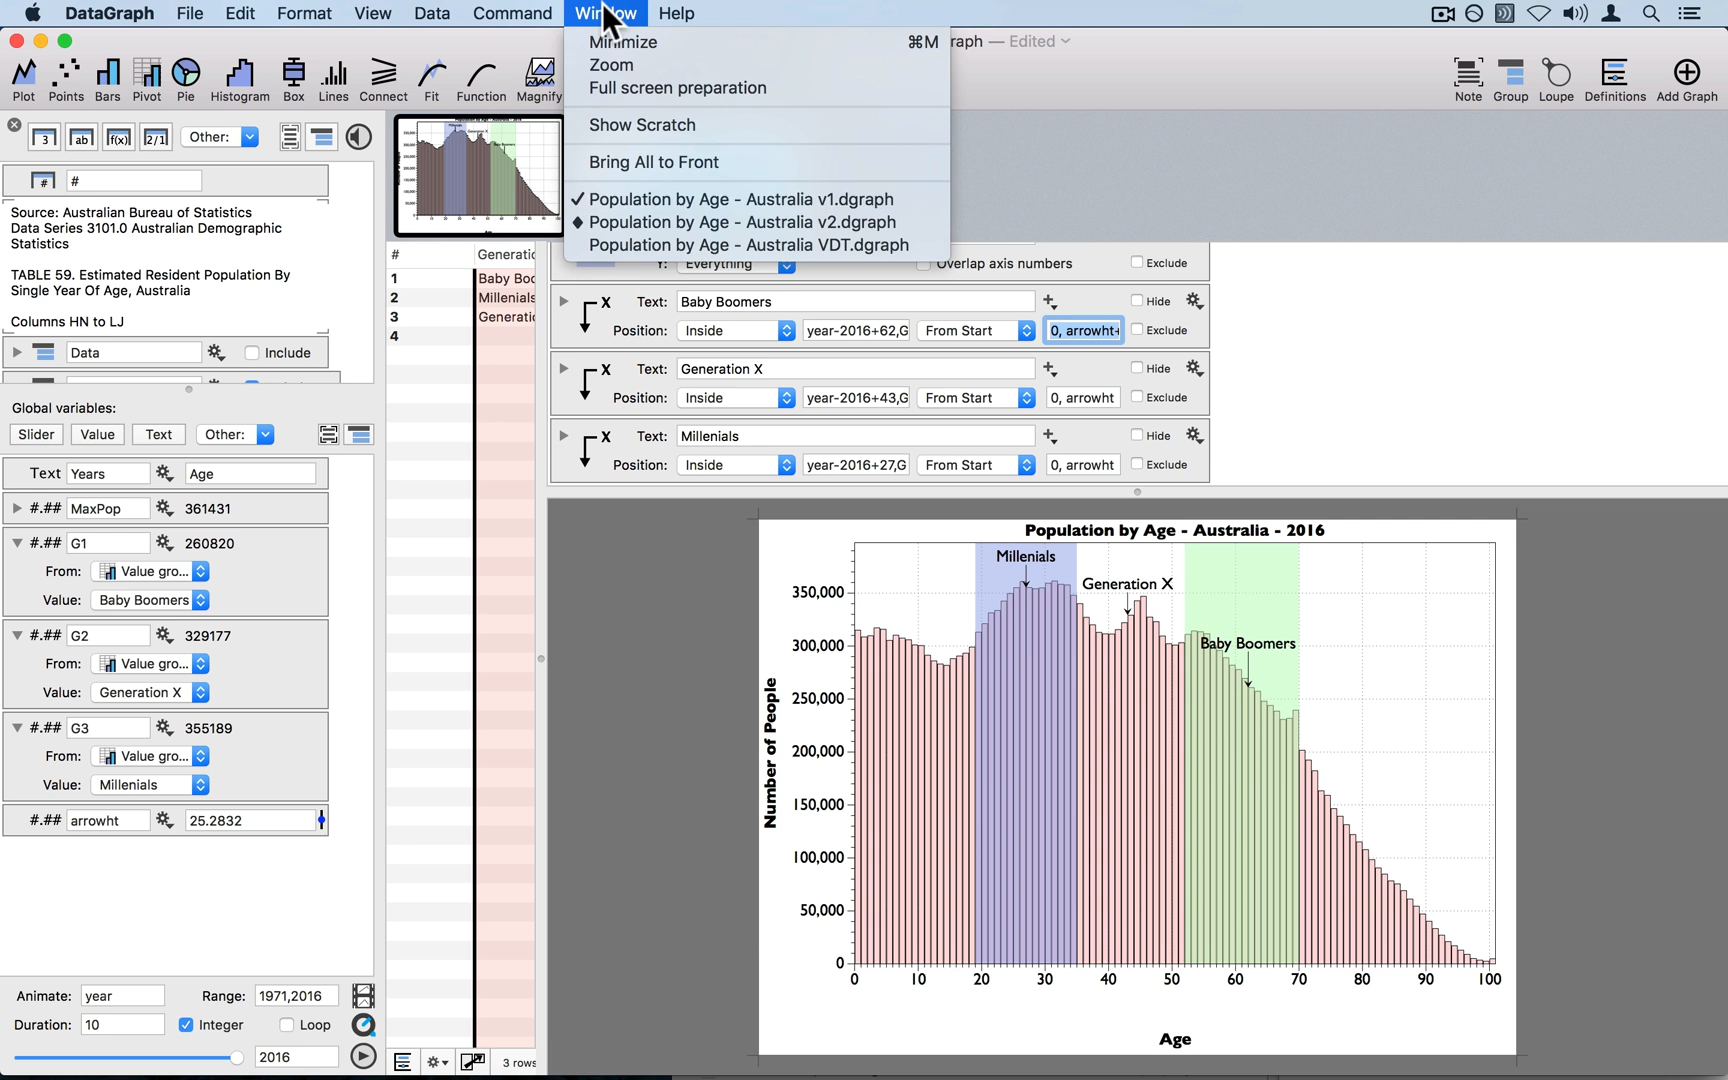 DataGraph File Edit Format View Data Command Window Help
Minimize ⌘M
Zoom
Full screen preparation
Show Scratch
Bring All to Front
✓ Population by Age - Australia v1.dgraph
♦ Population by Age - Australia v2.dgraph
Population by Age - Australia VDT.dgraph
raph — Edited
Plot Points Bars Pivot Pie Histogram Box Lines Connect Fit Function Magnify
Note Group Loupe Definitions Add Graph
3 ab f(x) 2/1 Other:
# #
Source: Australian Bureau of Statistics
Data Series 3101.0 Australian Demographic
Statistics
TABLE 59. Estimated Resident Population By
Single Year Of Age, Australia
Columns HN to LJ
Data Include
Global variables:
Slider Value Text Other:
Text Years Age
#.## MaxPop 361431
#.## G1 260820
From: Value gro...
Value: Baby Boomers
#.## G2 329177
From: Value gro...
Value: Generation X
#.## G3 355189
From: Value gro...
Value: Millenials
#.## arrowht 25.2832
Animate: year Range: 1971,2016
Duration: 10 Integer Loop
2016
# Generatio
1 Baby Boo
2 Millenials
3 Generatio
4
3 rows
Y: Everything Overlap axis numbers Exclude
X Text: Baby Boomers Hide
Position: Inside year-2016+62,G From Start 0, arrowht+ Exclude
X Text: Generation X Hide
Position: Inside year-2016+43,G From Start 0, arrowht Exclude
X Text: Millenials Hide
Position: Inside year-2016+27,G From Start 0, arrowht Exclude
Population by Age - Australia - 2016
Millenials
Generation X
Baby Boomers
Number of People
350,000
300,000
250,000
200,000
150,000
100,000
50,000
0
0 10 20 30 40 50 60 70 80 90 100
Age